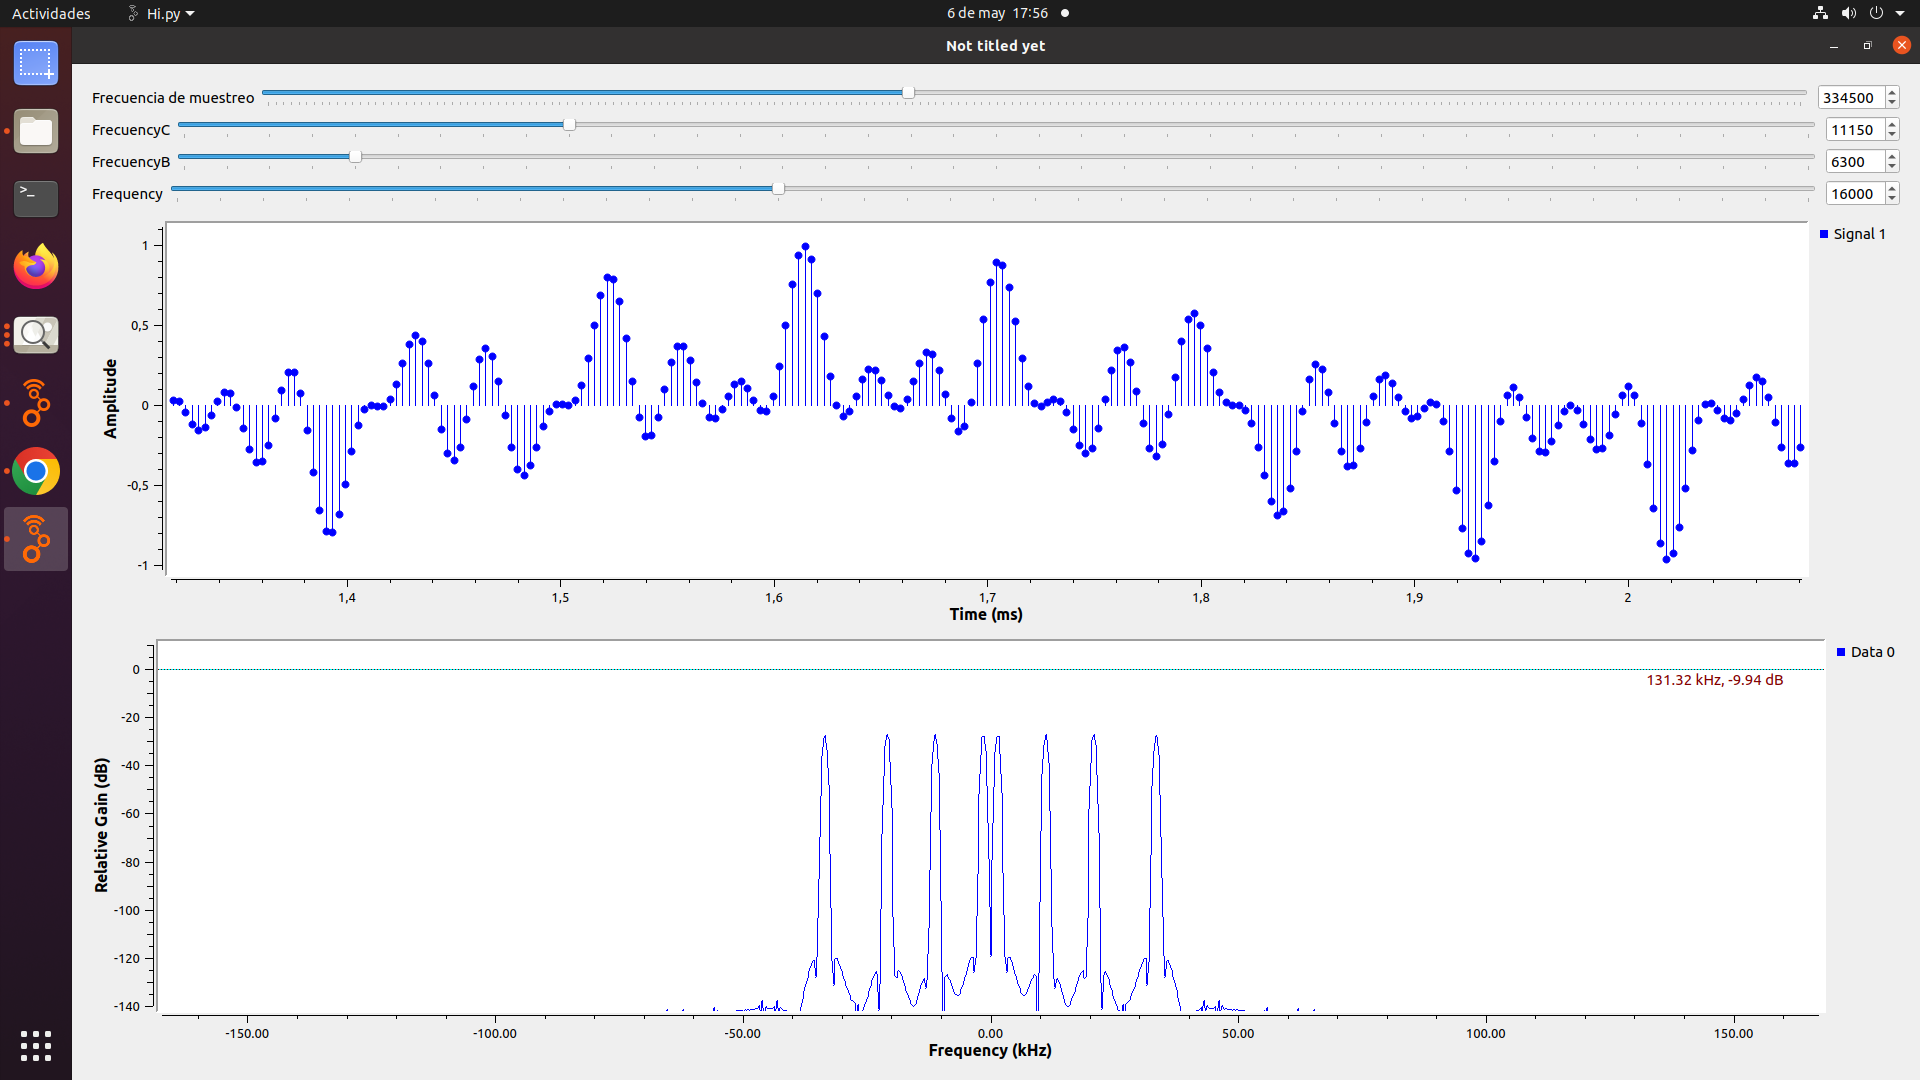 Actividades Hi.py 6 de may 17:56
Not titled yet
Frecuencia de muestreo 334500
FrecuencyC 11150
FrecuencyB 6300
Frequency 16000
Signal 1
1
0,5
0
-0,5
-1
Amplitude
1,4 1,5 1,6 1,7 1,8 1,9 2
Time (ms)
Data 0
131.32 kHz, -9.94 dB
0
-20
-40
-60
-80
-100
-120
-140
Relative Gain (dB)
-150.00 -100.00 -50.00 0.00 50.00 100.00 150.00
Frequency (kHz)